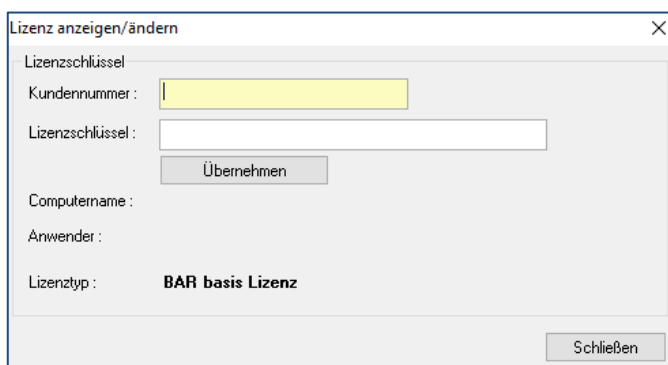 Lizenz anzeigen/ändern
Lizenzschlüssel
Kundennummer :
Lizenzschlüssel :
Übernehmen
Computername :
Anwender :
Lizenztyp : BAR basis Lizenz
Schließen